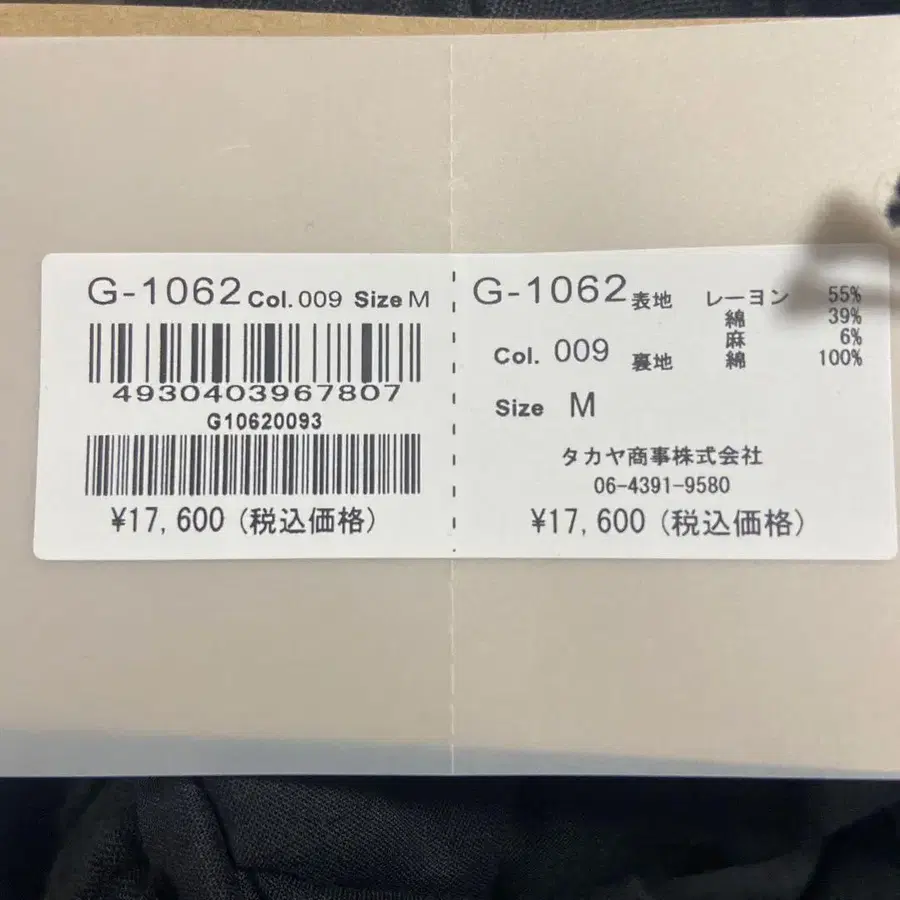 G-1062 Col.009 Size M
4930403967807
G10620093
¥17,600 (税込価格)
G-1062 表地 レーヨン 55%
綿 39%
麻 6%
Col. 009 裏地 綿 100%
Size M
タカヤ商事株式会社
06-4391-9580
¥17,600 (税込価格)